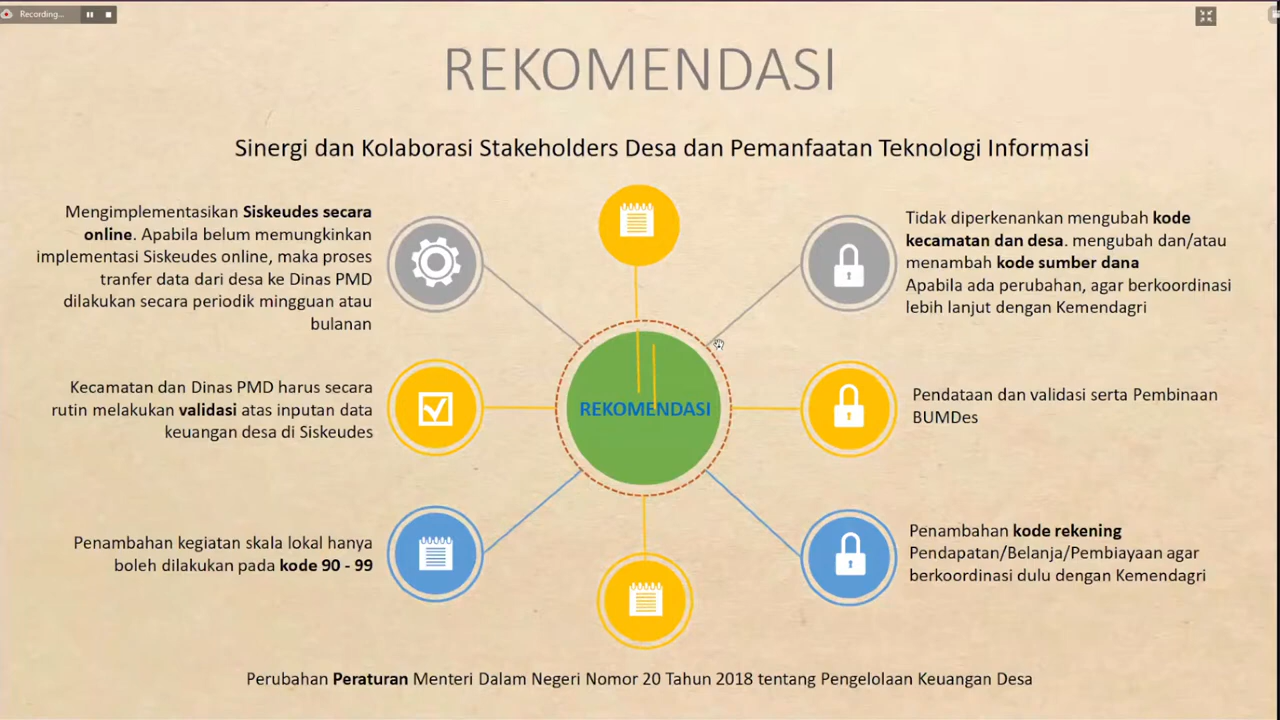 Recording...
REKOMENDASI
Sinergi dan Kolaborasi Stakeholders Desa dan Pemanfaatan Teknologi Informasi
Mengimplementasikan Siskeudes secara
online. Apabila belum memungkinkan
implementasi Siskeudes online, maka proses
tranfer data dari desa ke Dinas PMD
dilakukan secara periodik mingguan atau
bulanan
Tidak diperkenankan mengubah kode
kecamatan dan desa. mengubah dan/atau
menambah kode sumber dana
Apabila ada perubahan, agar berkoordinasi
lebih lanjut dengan Kemendagri
Kecamatan dan Dinas PMD harus secara
rutin melakukan validasi atas inputan data
keuangan desa di Siskeudes
REKOMENDASI
Pendataan dan validasi serta Pembinaan
BUMDes
Penambahan kegiatan skala lokal hanya
boleh dilakukan pada kode 90 - 99
Penambahan kode rekening
Pendapatan/Belanja/Pembiayaan agar
berkoordinasi dulu dengan Kemendagri
Perubahan Peraturan Menteri Dalam Negeri Nomor 20 Tahun 2018 tentang Pengelolaan Keuangan Desa